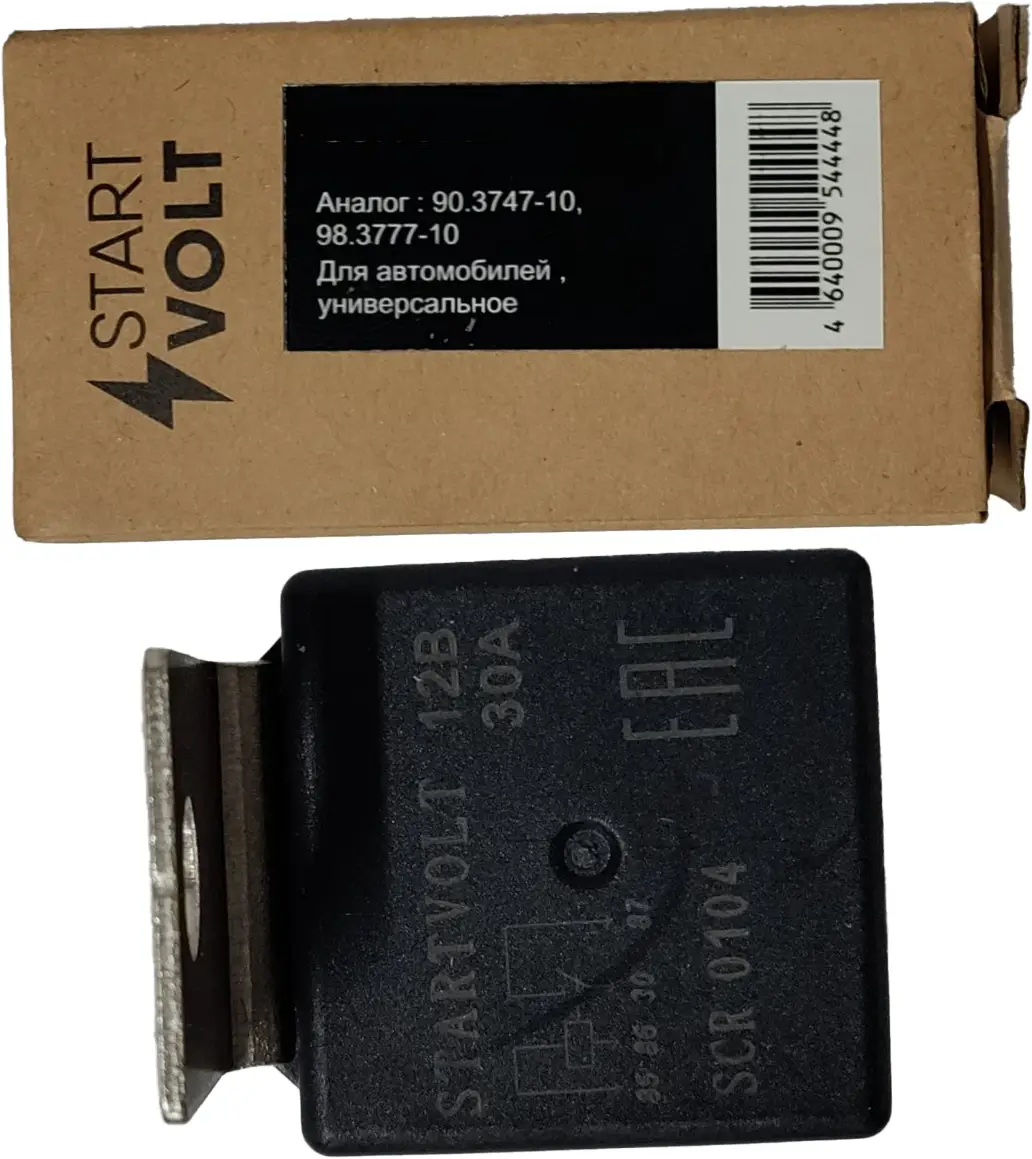 START
VOLT
Аналог : 90.3747-10,
98.3777-10
Для автомобилей ,
универсальное
4 640009 544448
STARTVOLT 12В
30А
EAC
85 86 30 87
SCR 0104